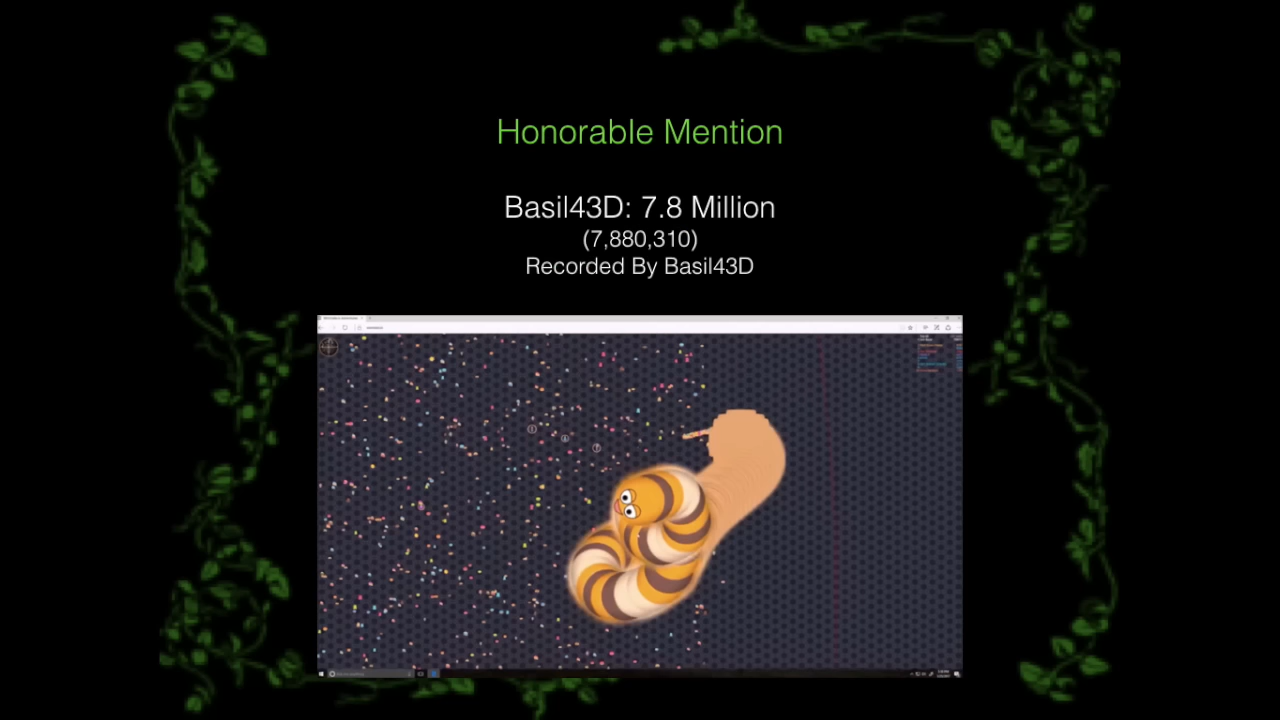 Honorable Mention
Basil43D: 7.8 Million
(7,880,310)
Recorded By Basil43D